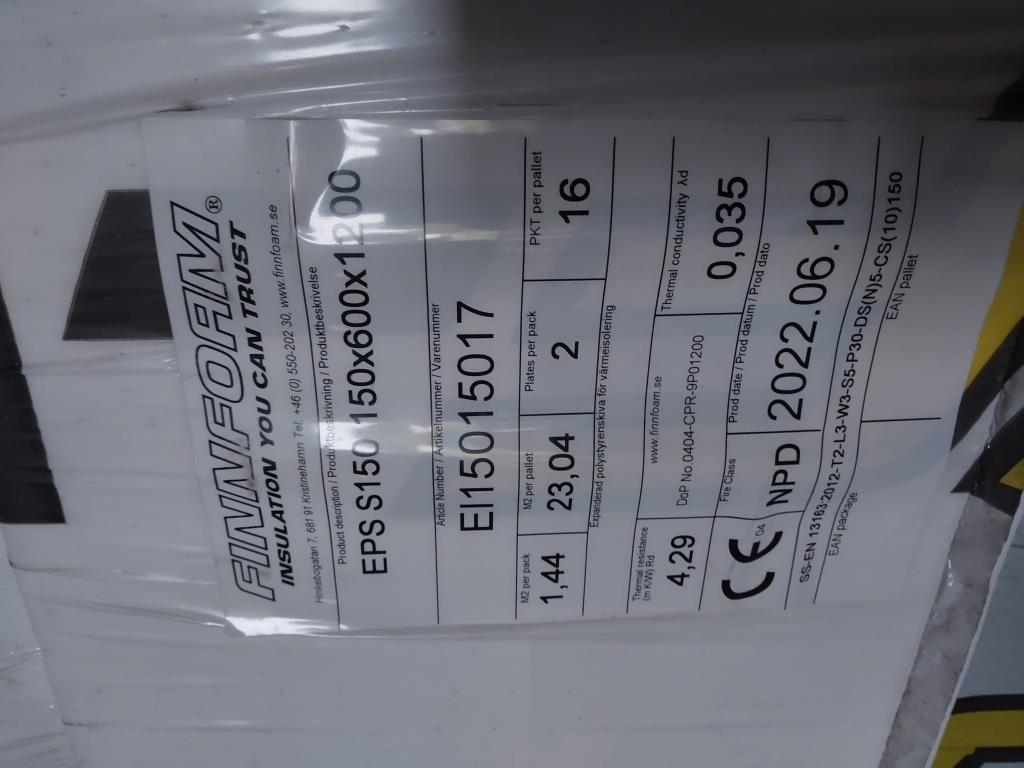 FINNFOAM®
INSULATION YOU CAN TRUST
Hinkebogatan 7, 681 91 Kristinehamn Tel: +46 (0) 550-202 30, www.finnfoam.se
Product description / Produktbeskrivning / Produktbeskrivelse
EPS S150 150x600x1200
Article Number / Artikelnummer / Varenummer
EI15015017
M2 per pack M2 per pallet Plates per pack PKT per pallet
1,44 23,04 2 16
Expanderad polystyrenskiva för värmeisolering
Thermal resistance (m K/W) Rd
4,29
www.finnfoam.se
DoP No.0404-CPR-9P01200
Thermal conductivity λd
0,035
CE 04
Fire Class
NPD
Prod date / Prod datum / Prod dato
2022.06.19
SS-EN 13163:2012-T2-L3-W3-S5-P30-DS(N)5-CS(10)150
EAN package EAN pallet